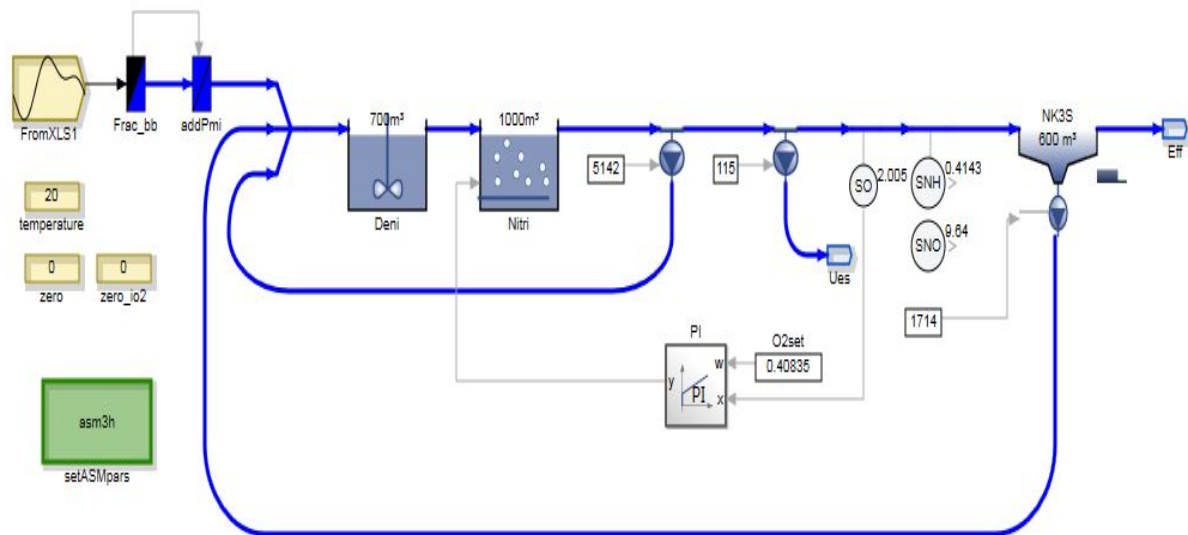 FromXLS1
Frac_bb
addPmi
700m³
Deni
1000m³
Nitri
5142
115
SO
2.005
SNH
0.4143
SNO
9.64
NK3S
600 m³
Eff
Ues
20
temperature
0
zero
0
zero_io2
1714
PI
y
w
x
PI
O2set
0.40835
asm3h
setASMpars